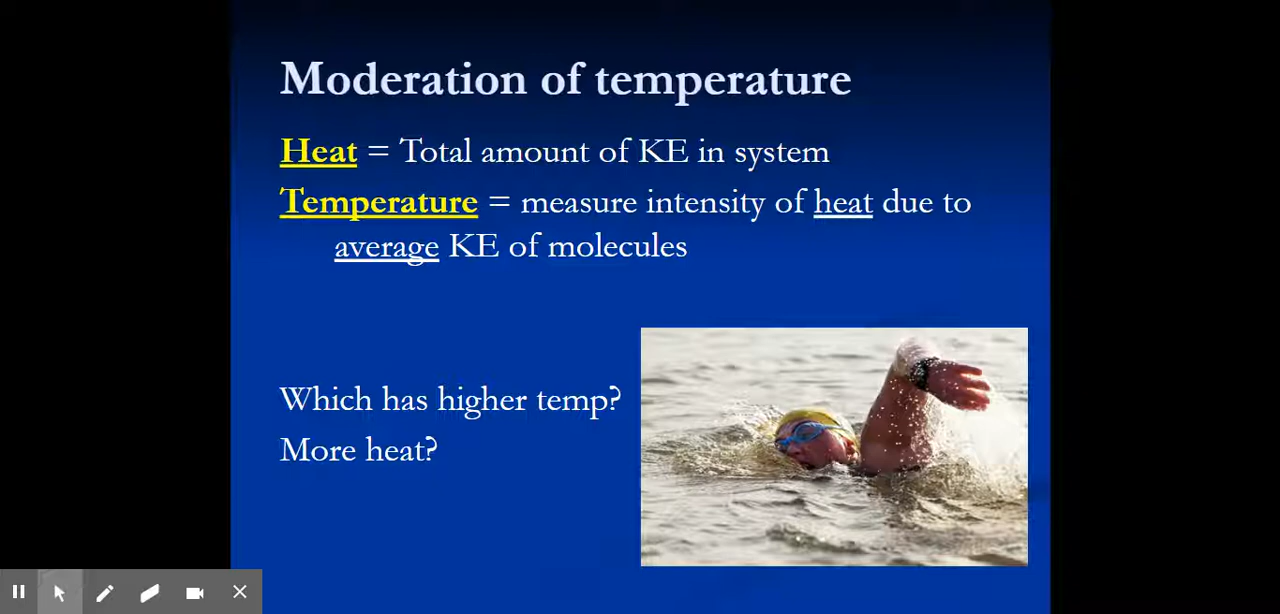 Moderation of temperature
Heat = Total amount of KE in system
Temperature = measure intensity of heat due to
average KE of molecules
Which has higher temp?
More heat?